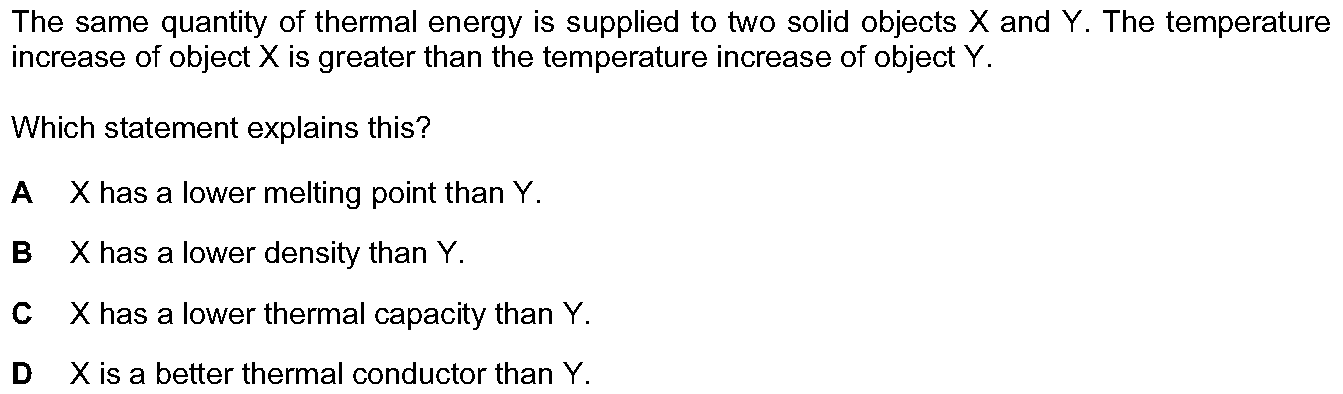 The same quantity of thermal energy is supplied to two solid objects X and Y. The temperature
increase of object X is greater than the temperature increase of object Y.
Which statement explains this?
A X has a lower melting point than Y.
B X has a lower density than Y.
C X has a lower thermal capacity than Y.
D X is a better thermal conductor than Y.